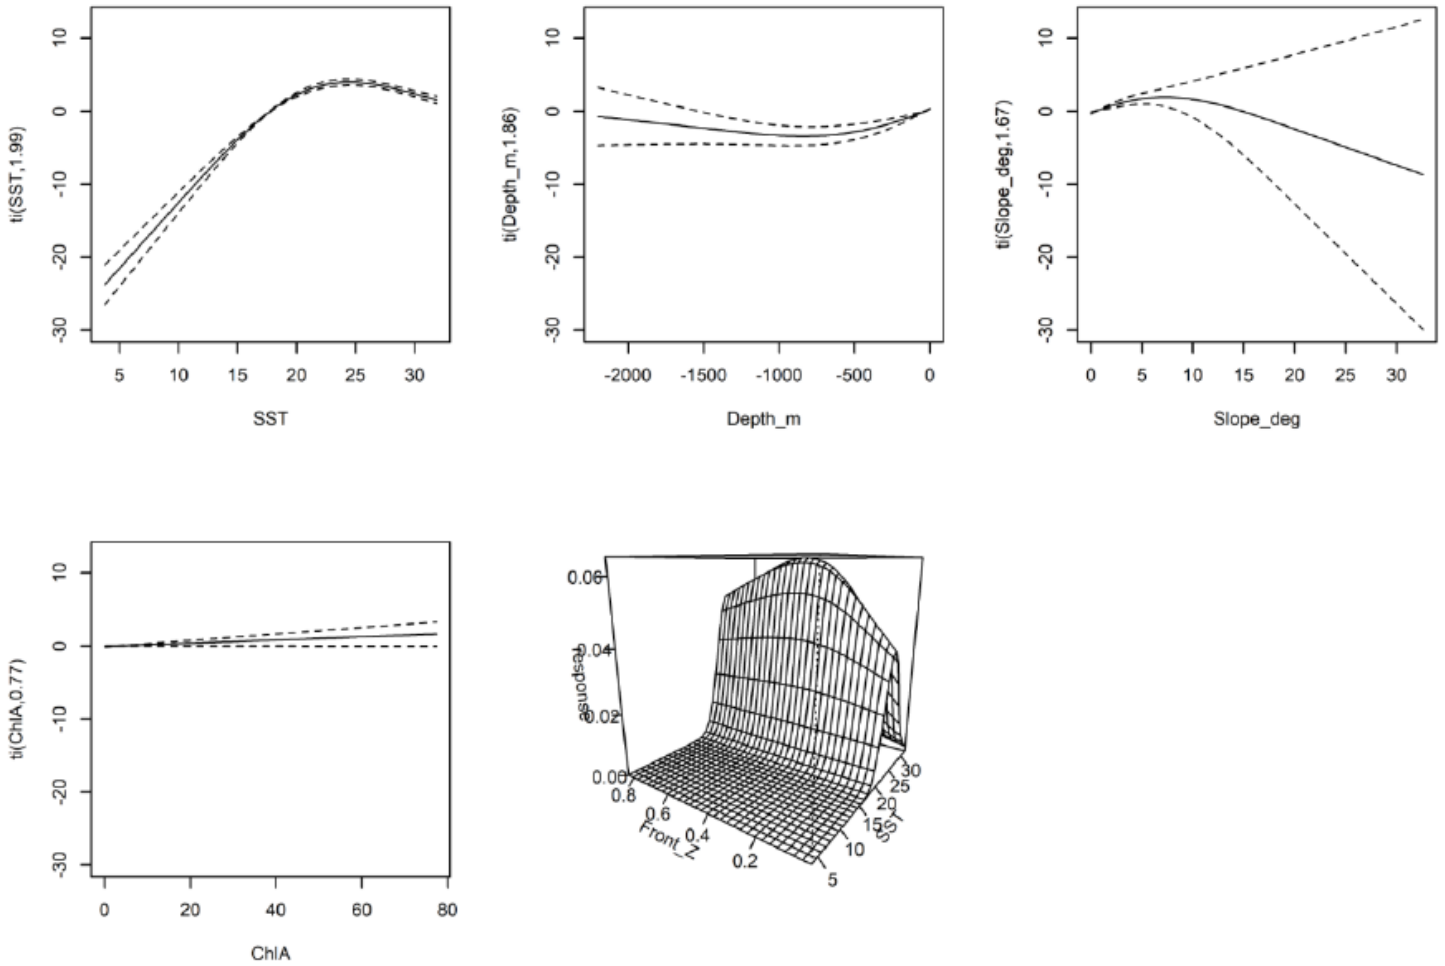 ti(SST,1.99)
10
0
-10
-20
-30
5 10 15 20 25 30
SST
ti(Depth_m,1.86)
10
0
-10
-20
-30
-2000 -1500 -1000 -500 0
Depth_m
ti(Slope_deg,1.67)
10
0
-10
-20
-30
0 5 10 15 20 25 30
Slope_deg
ti(ChlA,0.77)
10
0
-10
-20
-30
0 20 40 60 80
ChlA
response
0.06
0.04
0.02
0.00
0.8 0.6 0.4 0.2
Front_Z
5 10 15 20 25 30
SST